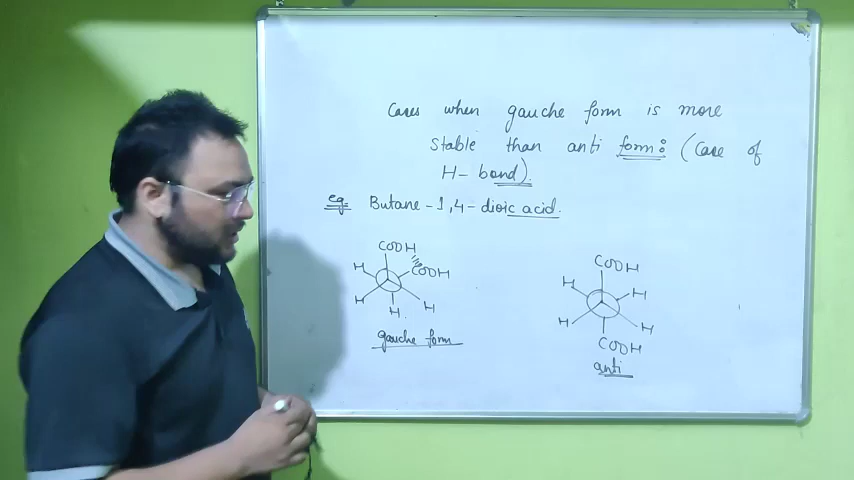 Cases when gauche form is more
stable than anti form: (Case of
H-bond).
eg. Butane-1,4-dioic acid.
COOH
H COOH
H H H
gauche form
COOH
H H
H H
COOH
anti